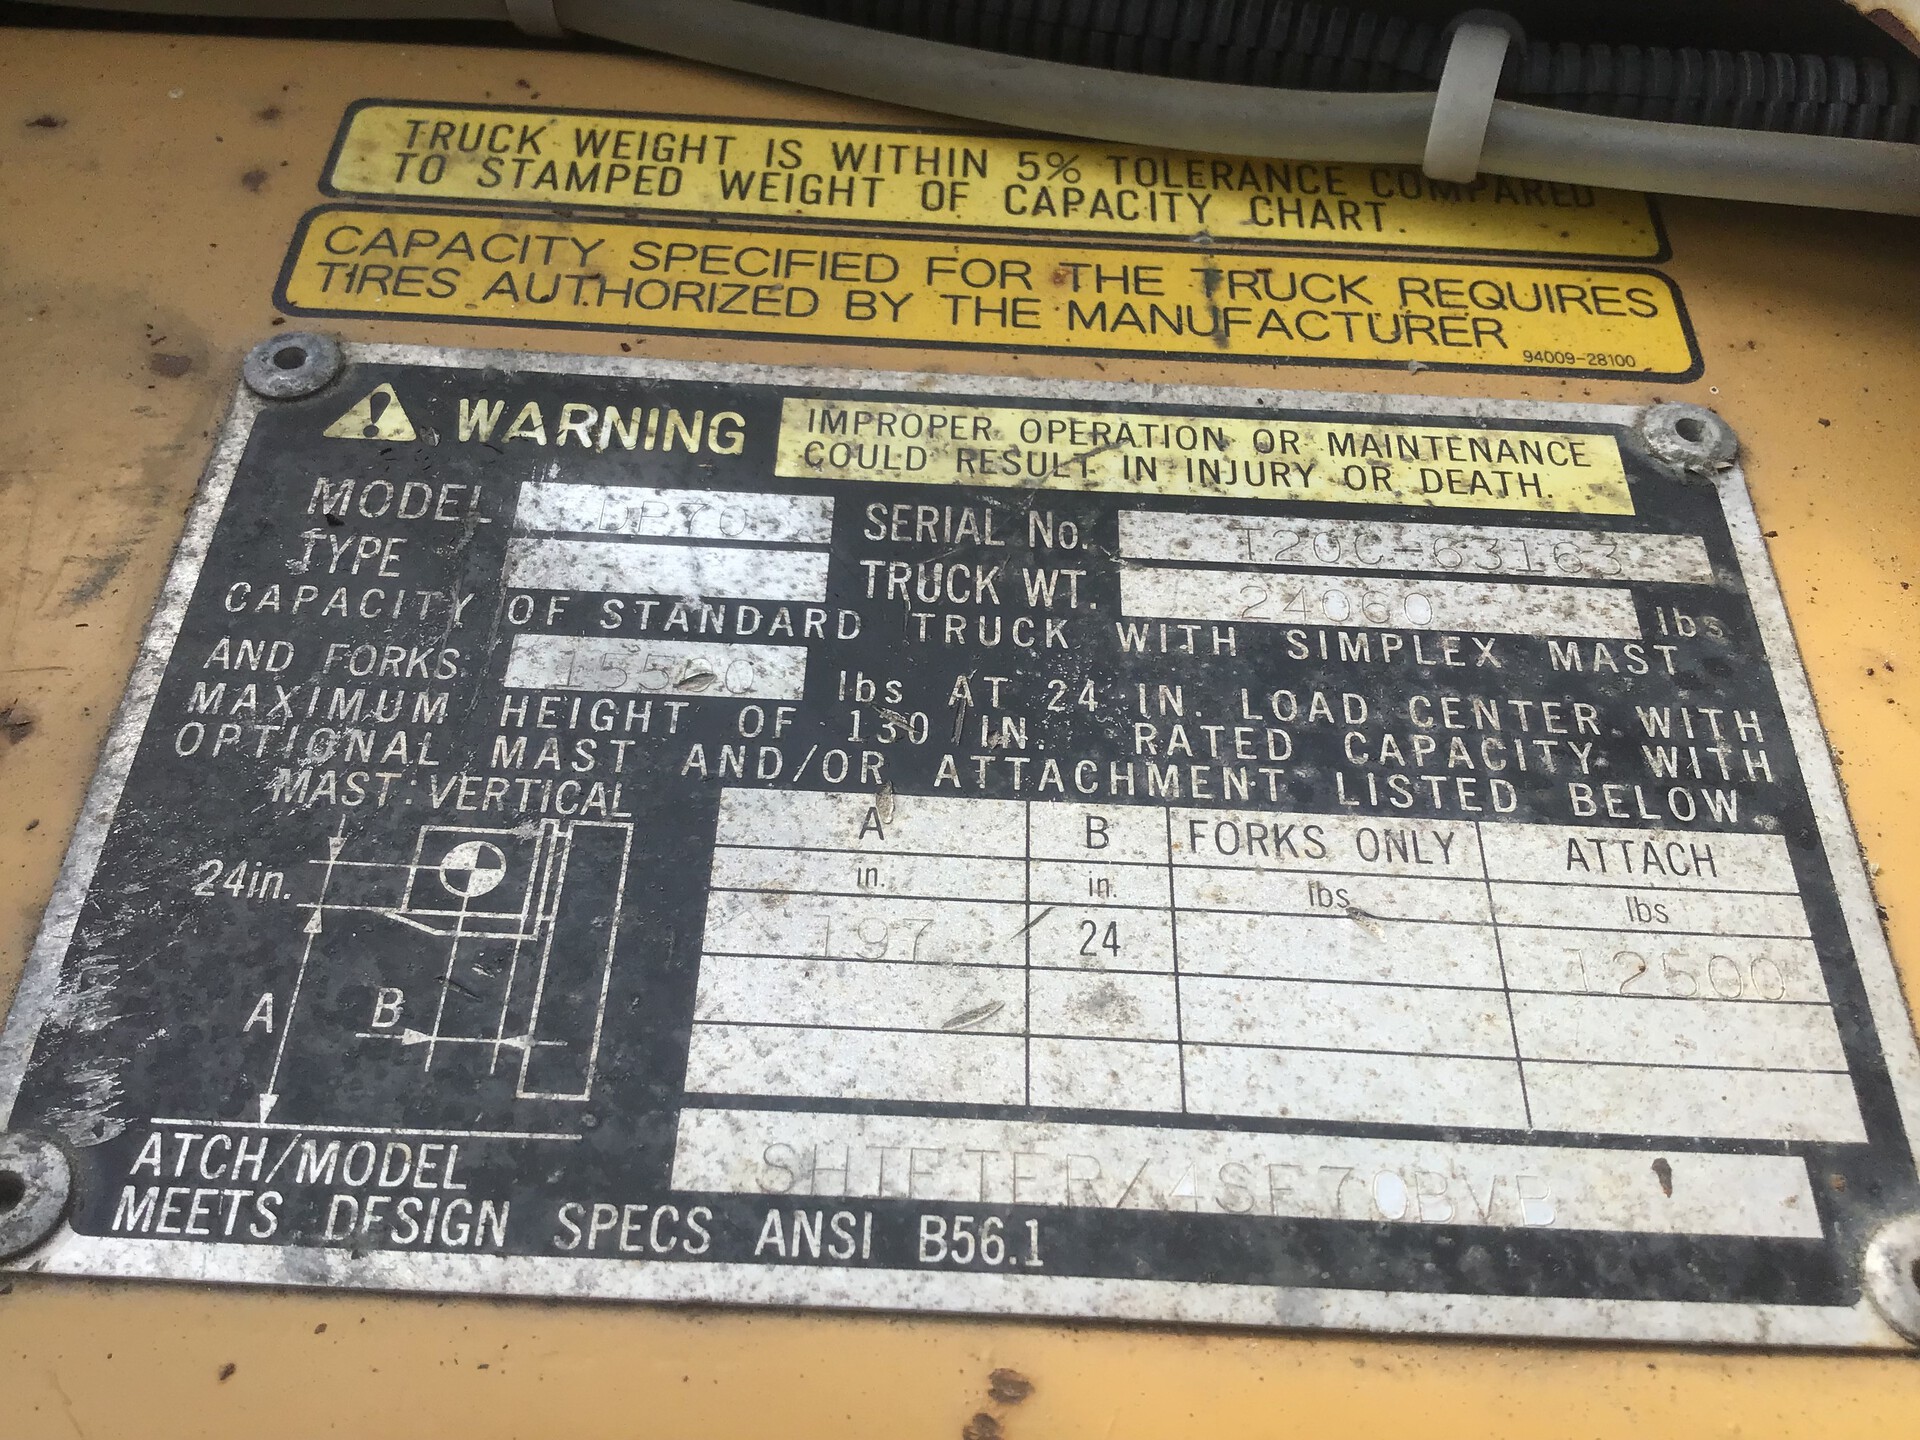 TRUCK WEIGHT IS WITHIN 5% TOLERANCE COMPARED
TO STAMPED WEIGHT OF CAPACITY CHART.
CAPACITY SPECIFIED FOR THE TRUCK REQUIRES
TIRES AUTHORIZED BY THE MANUFACTURER
94009-28100
WARNING
IMPROPER OPERATION OR MAINTENANCE
COULD RESULT IN INJURY OR DEATH.
MODEL DP70 SERIAL No. T20C-63163
TYPE TRUCK WT. 24060 lbs
CAPACITY OF STANDARD TRUCK WITH SIMPLEX MAST
AND FORKS 15500 lbs AT 24 IN. LOAD CENTER WITH
MAXIMUM HEIGHT OF 130 IN. RATED CAPACITY WITH
OPTIONAL MAST AND/OR ATTACHMENT LISTED BELOW
MAST: VERTICAL
24in.
A
B
A B FORKS ONLY ATTACH
in. in. lbs lbs
197 24 12500
ATCH/MODEL SHIFTER/4SF70BVB
MEETS DESIGN SPECS ANSI B56.1